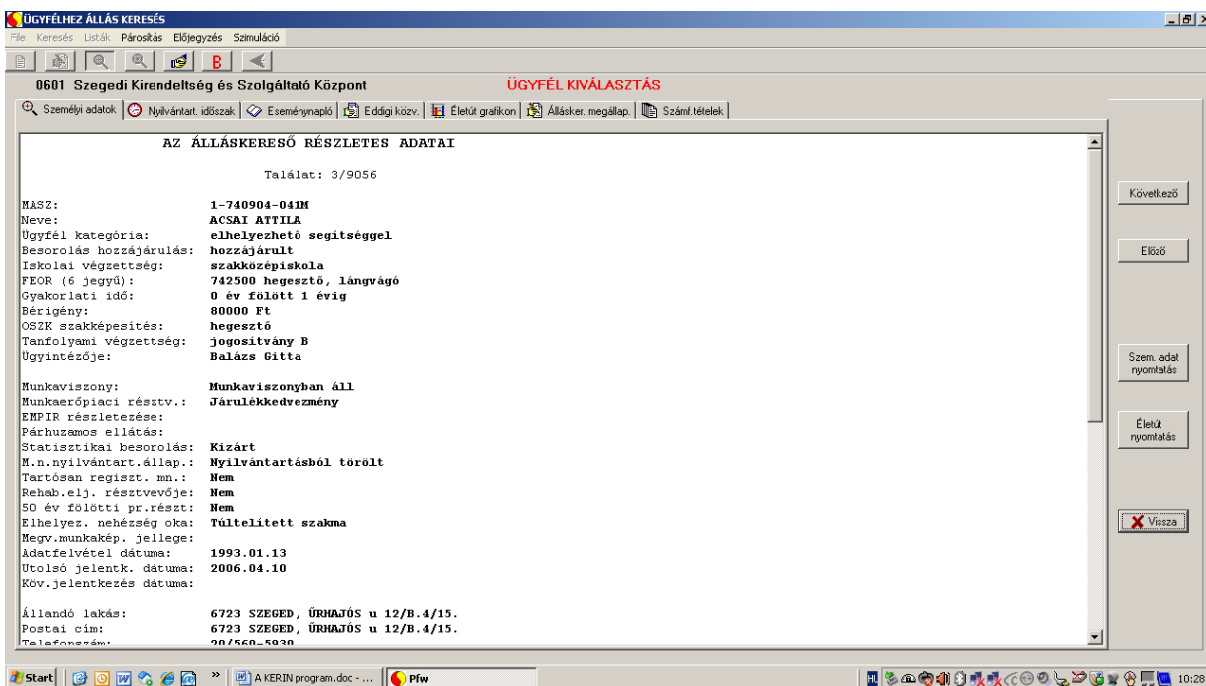 ÜGYFÉLHEZ ÁLLÁS KERESÉS
File Keresés Listák Párosítás Előjegyzés Szimuláció
B
0601 Szegedi Kirendeltség és Szolgáltató Központ ÜGYFÉL KIVÁLASZTÁS
Személyi adatok Nyilvántart. időszak Eseménynapló Eddigi közv. Életút grafikon Állásker. megállap. Számf.tételek
AZ ÁLLÁSKERESŐ RÉSZLETES ADATAI
Találat: 3/9056
MASZ: 1-740904-041M
Neve: ACSAI ATTILA
Ügyfél kategória: elhelyezhető segítséggel
Besorolás hozzájárulás: hozzájárult
Iskolai végzettség: szakközépiskola
FEOR (6 jegyű): 742500 hegesztő, lángvágó
Gyakorlati idő: 0 év fölött 1 évig
Bérigény: 80000 Ft
OSZK szakképesítés: hegesztő
Tanfolyami végzettség: jogosítvány B
Ügyintézője: Balázs Gitta
Munkaviszony: Munkaviszonyban áll
Munkaerőpiaci résztv.: Járulékkedvezmény
EMPIR részletezése:
Párhuzamos ellátás:
Statisztikai besorolás: Kizárt
M.n.nyilvántart.állap.: Nyilvántartásból törölt
Tartósan regiszt. mn.: Nem
Rehab.elj. résztvevője: Nem
50 év fölötti pr.részt: Nem
Elhelyez. nehézség oka: Túltelített szakma
Megv.munkakép. jellege:
Adatfelvétel dátuma: 1993.01.13
Utolsó jelentk. dátuma: 2006.04.10
Köv.jelentkezés dátuma:
Állandó lakás: 6723 SZEGED, ŰRHAJÓS u 12/B.4/15.
Postai cím: 6723 SZEGED, ŰRHAJÓS u 12/B.4/15.
Telefonszám: 20/560-5930
Következő
Előző
Szem. adat
nyomtatás
Életút
nyomtatás
Vissza
Start » A KERIN program.doc - ... Pfw HU 10:28